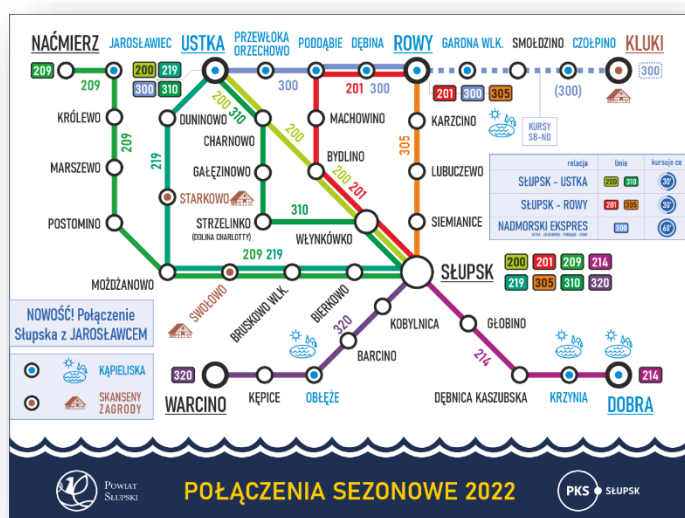 NAĆMIERZ
JAROSŁAWIEC
USTKA
PRZEWŁOKA
ORZECHOWO
PODDĄBIE
DĘBINA
ROWY
GARDNA WLK.
SMOŁDZINO
CZOŁPINO
KLUKI
209
209
200 219
300 310
300
201 300
201 300 305
(300)
300
KRÓLEWO
DUNINOWO
CHARNOWO
200
310
MACHOWINO
KARZCINO
KURSY
SB-ND
209
219
200
305
MARSZEWO
GAŁĘZINOWO
BYDLINO
LUBUCZEWO
relacja linie kursuje co
SŁUPSK - USTKA 200 310 30'
SŁUPSK - ROWY 201 305 30'
NADMORSKI EKSPRES 300 60'
STARKOWO
200 201
POSTOMINO
STRZELINKO
(DOLINA CHARLOTTY)
310
WŁYNKÓWKO
SIEMIANICE
209 219
MOŻDŻANOWO
SWOŁOWO
BRUSKOWO WLK.
BIERKOWO
SŁUPSK
200 201 209 214
219 305 310 320
NOWOŚĆ! Połączenie
Słupska z JAROSŁAWCEM
KOBYLNICA
GŁOBINO
320
BARCINO
214
KĄPIELISKA
SKANSENY
ZAGRODY
320
WARCINO
KĘPICE
OBŁĘŻE
DĘBNICA KASZUBSKA
KRZYNIA
DOBRA
214
POWIAT
SŁUPSKI
POŁĄCZENIA SEZONOWE 2022
PKS SŁUPSK